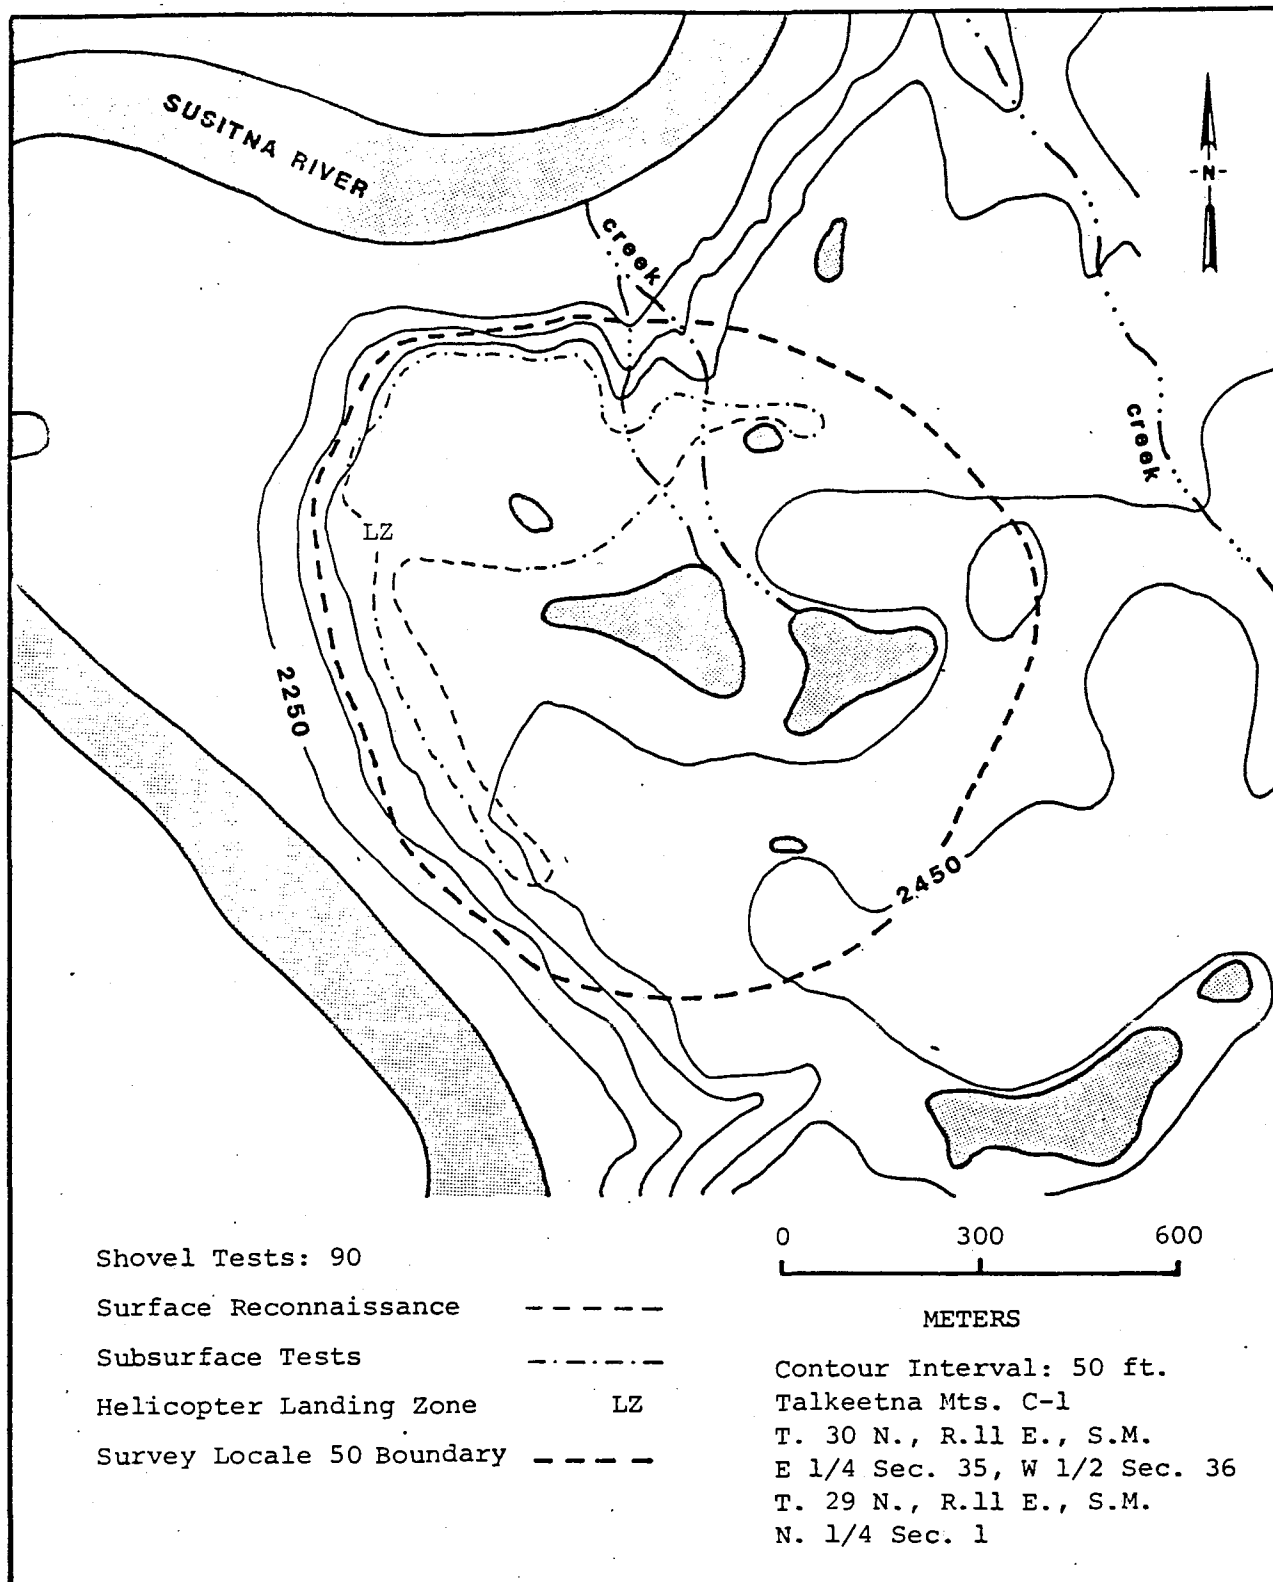 SUSITNA RIVER
creek
-N-
creek
LZ
2250
2450
0 300 600
METERS
Shovel Tests: 90
Surface Reconnaissance
Subsurface Tests
Helicopter Landing Zone LZ
Survey Locale 50 Boundary
Contour Interval: 50 ft.
Talkeetna Mts. C-1
T. 30 N., R.11 E., S.M.
E 1/4 Sec. 35, W 1/2 Sec. 36
T. 29 N., R.11 E., S.M.
N. 1/4 Sec. 1